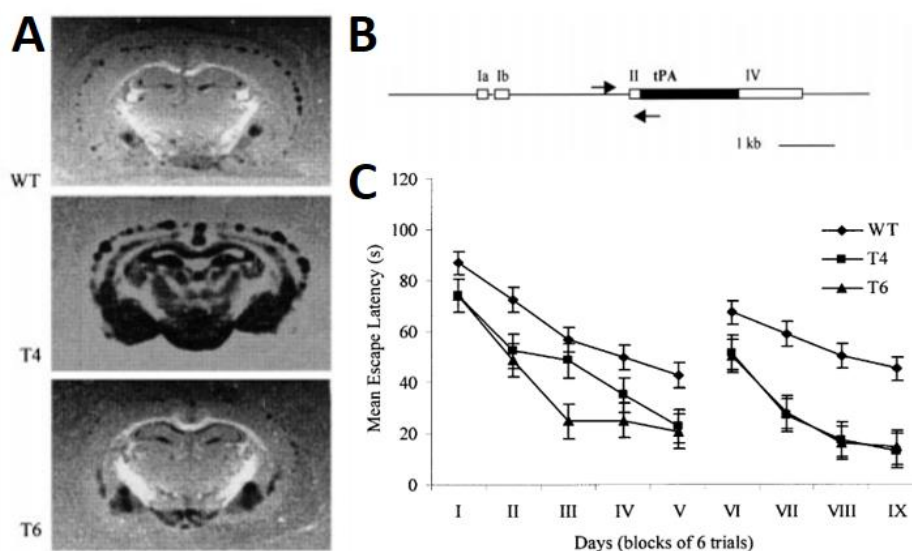 A
WT
T4
T6
B
Ia Ib II tPA IV
1 kb
C
Mean Escape Latency (s)
120
100
80
60
40
20
0
WT
T4
T6
I II III IV V VI VII VIII IX
Days (blocks of 6 trials)